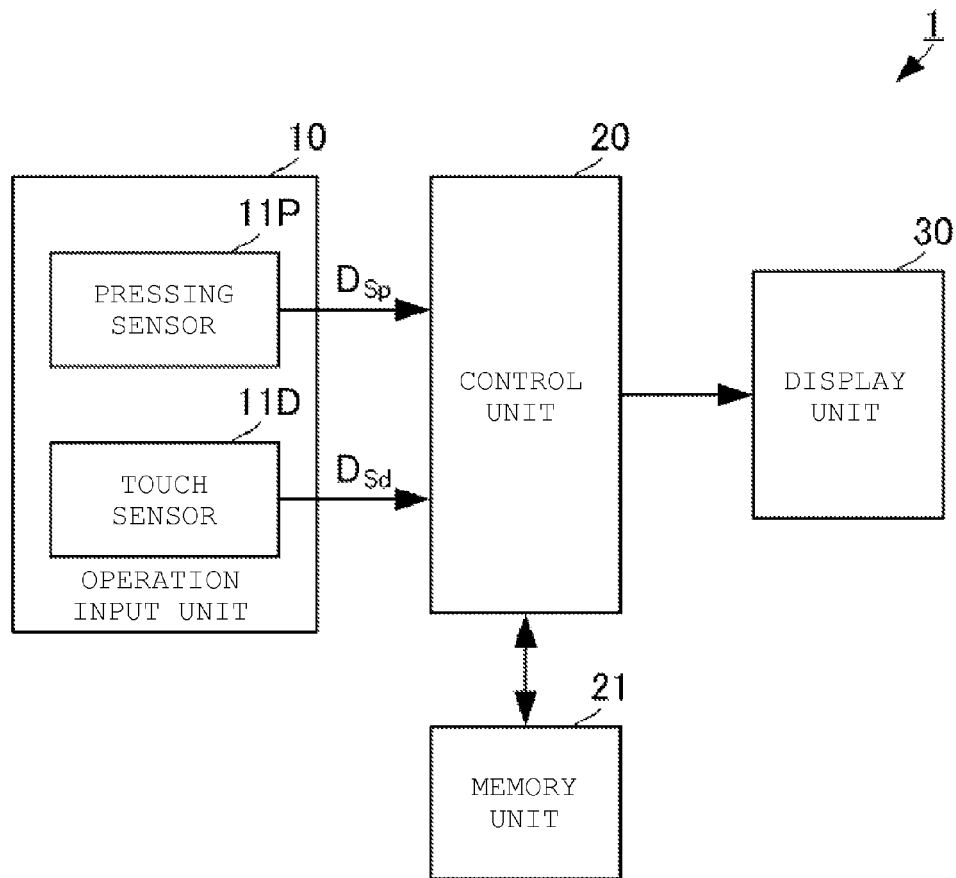 1
10
20
11P
30
PRESSING
SENSOR
DSp
CONTROL
UNIT
DISPLAY
UNIT
11D
TOUCH
SENSOR
DSd
OPERATION
INPUT UNIT
21
MEMORY
UNIT